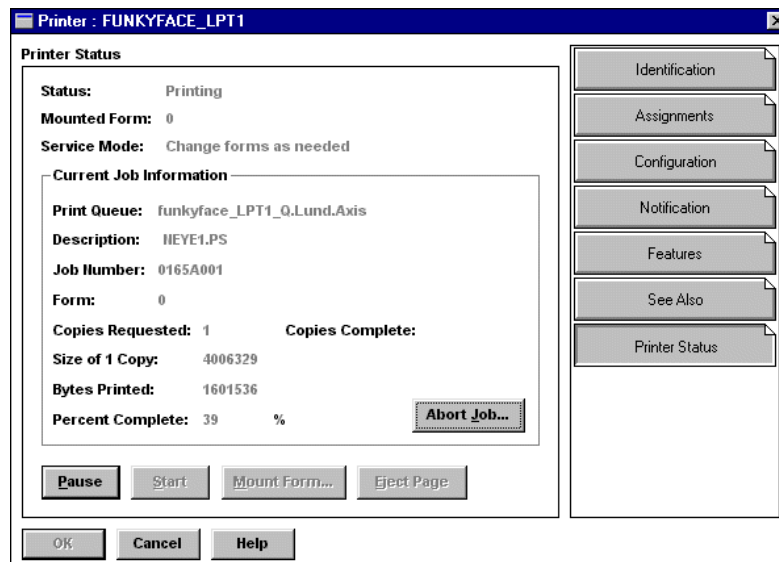 Printer : FUNKYFACE_LPT1
Printer Status
Status: Printing
Mounted Form: 0
Service Mode: Change forms as needed
Current Job Information
Print Queue: funkyface_LPT1_Q.Lund.Axis
Description: NEYE1.PS
Job Number: 0165A001
Form: 0
Copies Requested: 1 Copies Complete:
Size of 1 Copy: 4006329
Bytes Printed: 1601536
Percent Complete: 39 %
Abort Job...
Pause Start Mount Form... Eject Page
OK Cancel Help
Identification
Assignments
Configuration
Notification
Features
See Also
Printer Status